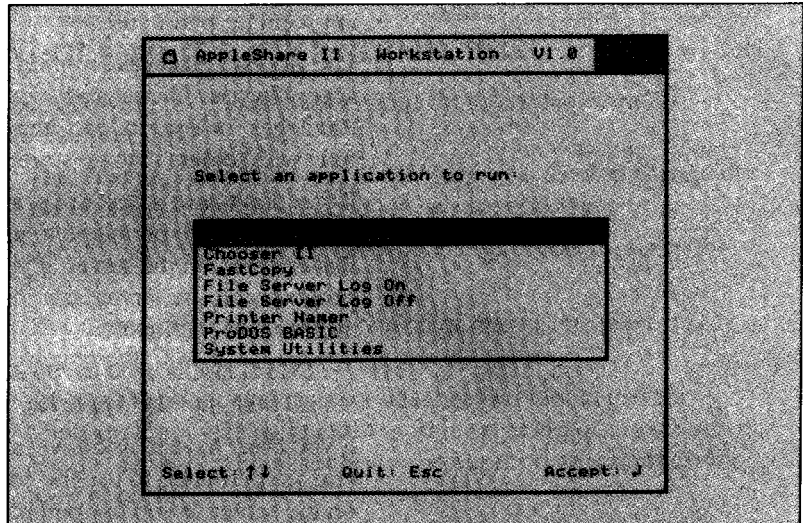 AppleShare II Workstation V1.0
Select an application to run:
Chooser II
FastCopy
File Server Log On
File Server Log Off
Printer Namer
ProDOS BASIC
System Utilities
Select: ↑↓ Quit: Esc Accept: ↲